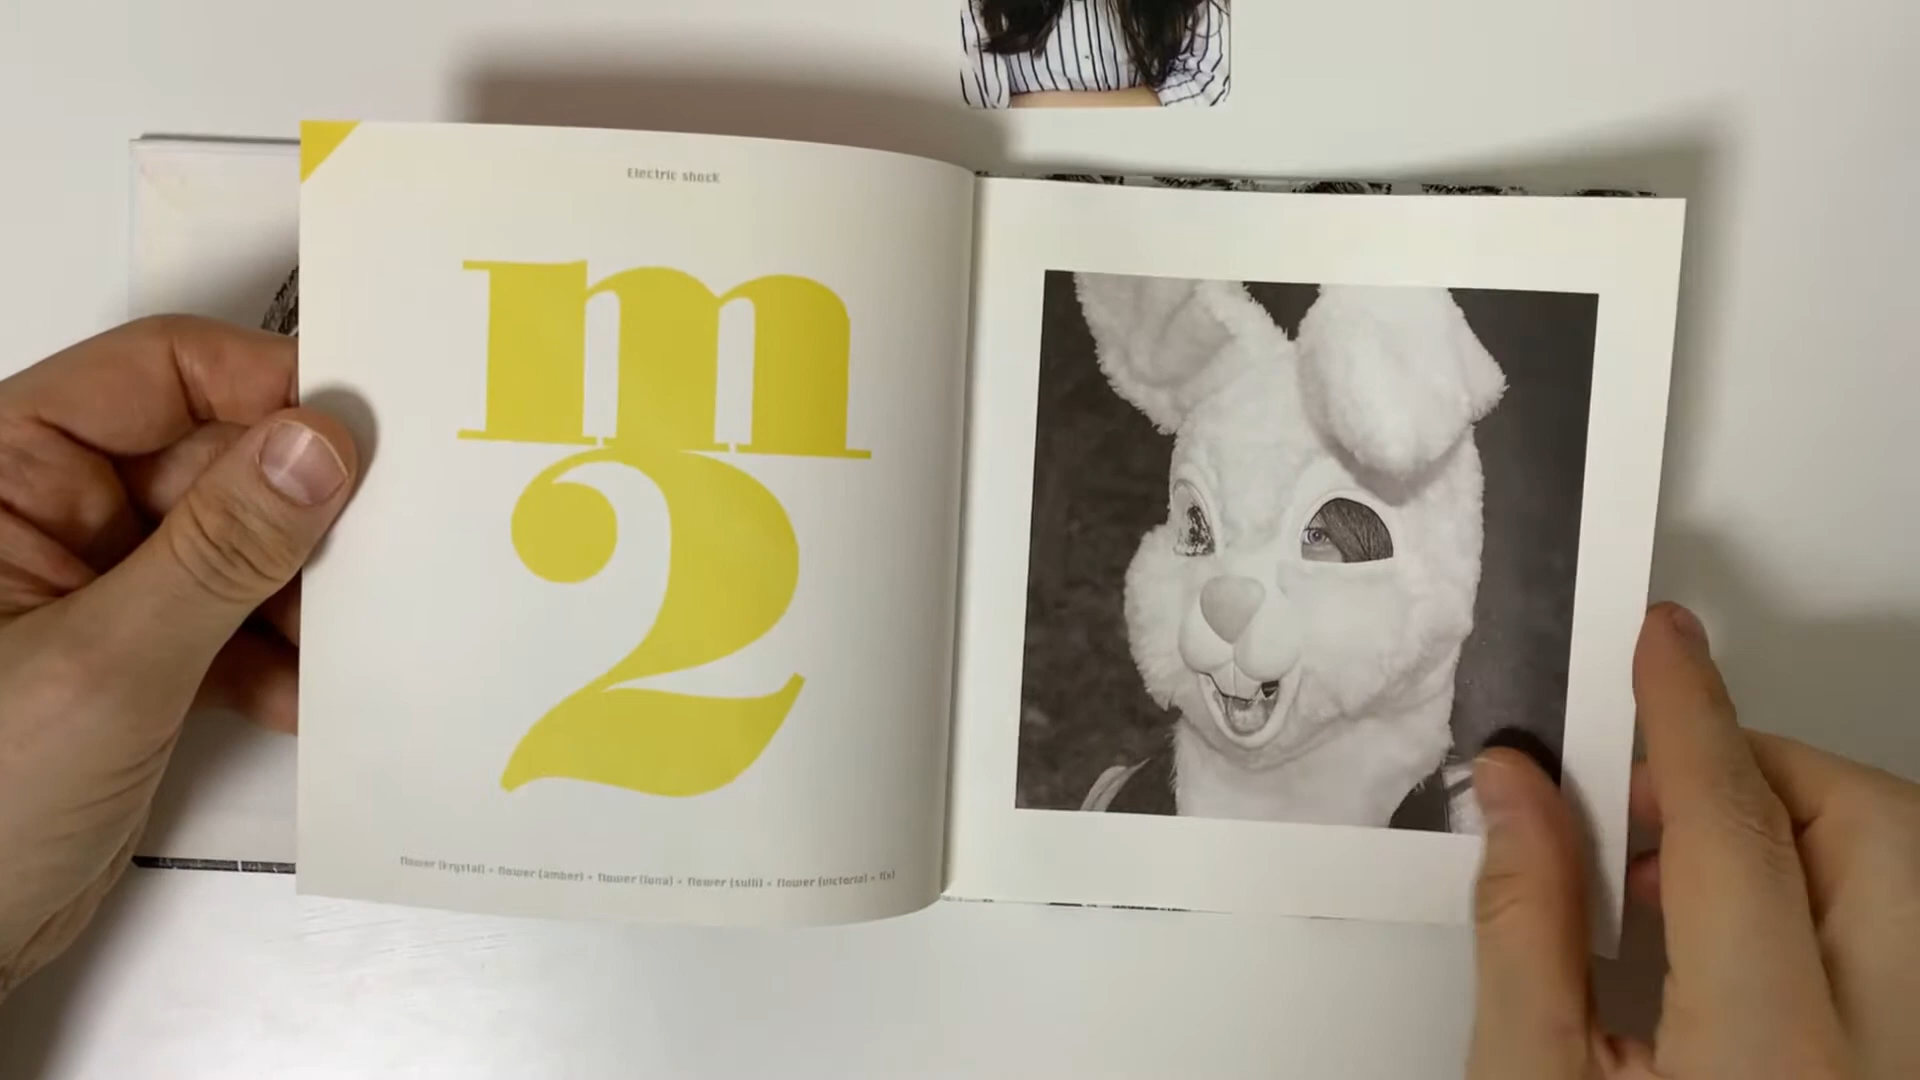 Electric shock
m
2
flower (krystal) + flower (amber) + flower (luna) + flower (sulli) + flower (victoria) = f(x)